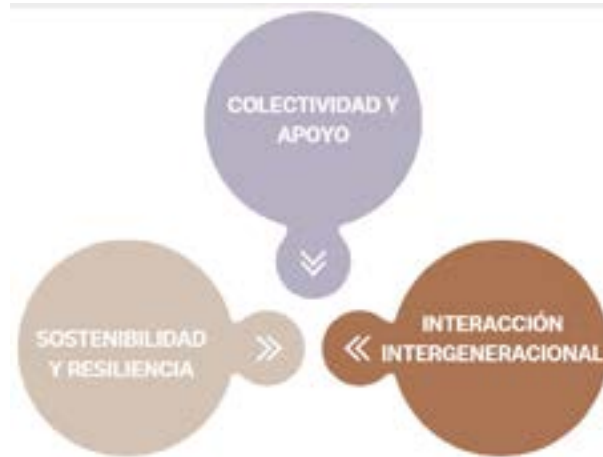 COLECTIVIDAD Y
APOYO
SOSTENIBILIDAD
Y RESILIENCIA
INTERACCIÓN
INTERGENERACIONAL